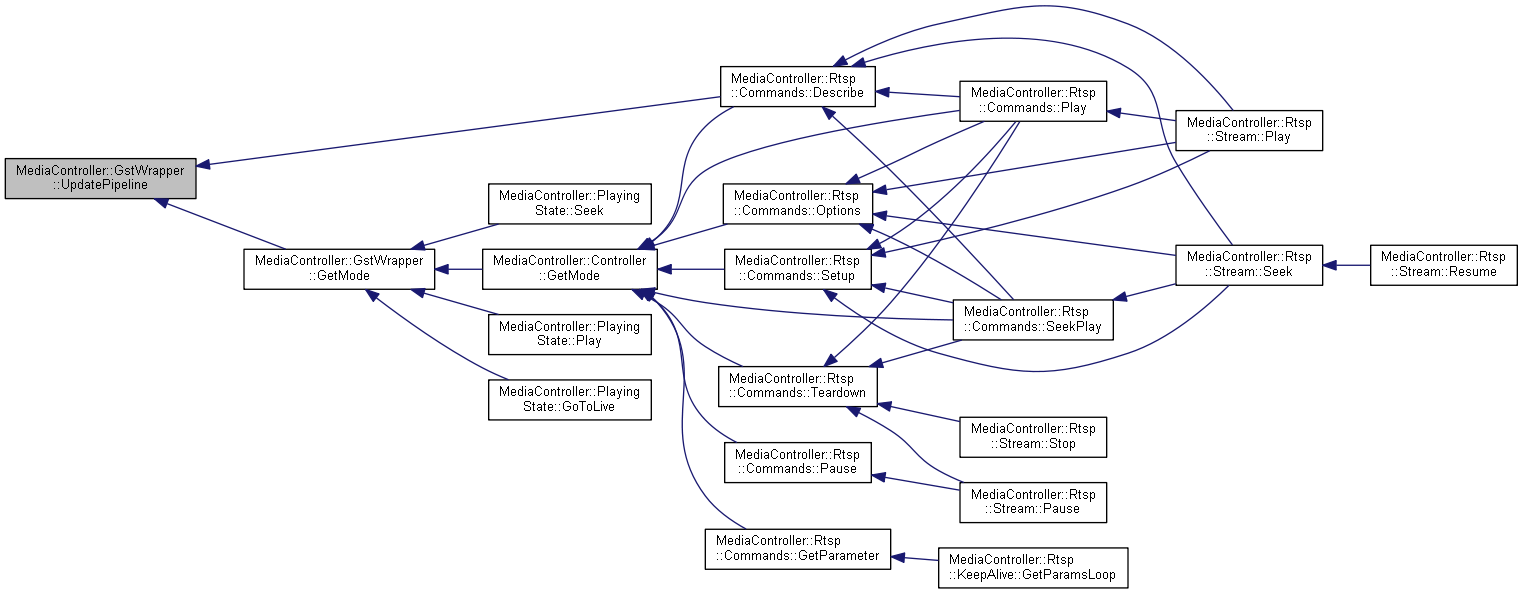 MediaController::GstWrapper
::UpdatePipeline
MediaController::GstWrapper
::GetMode
MediaController::Playing
State::Seek
MediaController::Controller
::GetMode
MediaController::Playing
State::Play
MediaController::Playing
State::GoToLive
MediaController::Rtsp
::Commands::Describe
MediaController::Rtsp
::Commands::Options
MediaController::Rtsp
::Commands::Setup
MediaController::Rtsp
::Commands::Teardown
MediaController::Rtsp
::Commands::Pause
MediaController::Rtsp
::Commands::GetParameter
MediaController::Rtsp
::Commands::Play
MediaController::Rtsp
::Commands::SeekPlay
MediaController::Rtsp
::Stream::Stop
MediaController::Rtsp
::Stream::Pause
MediaController::Rtsp
::KeepAlive::GetParamsLoop
MediaController::Rtsp
::Stream::Play
MediaController::Rtsp
::Stream::Seek
MediaController::Rtsp
::Stream::Resume